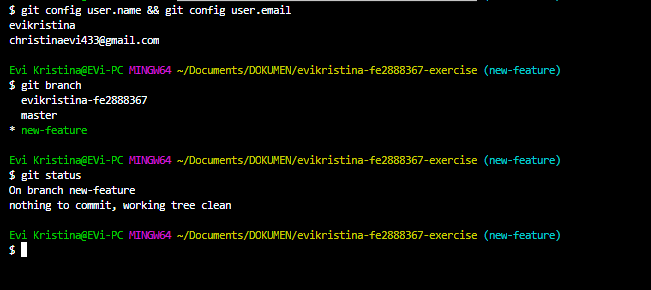 $ git config user.name && git config user.email
evikristina
christinaevi433@gmail.com
Evi Kristina@EVi-PC MINGW64 ~/Documents/DOKUMEN/evikristina-fe2888367-exercise (new-feature)
$ git branch
  evikristina-fe2888367
  master
* new-feature
Evi Kristina@EVi-PC MINGW64 ~/Documents/DOKUMEN/evikristina-fe2888367-exercise (new-feature)
$ git status
On branch new-feature
nothing to commit, working tree clean
Evi Kristina@EVi-PC MINGW64 ~/Documents/DOKUMEN/evikristina-fe2888367-exercise (new-feature)
$